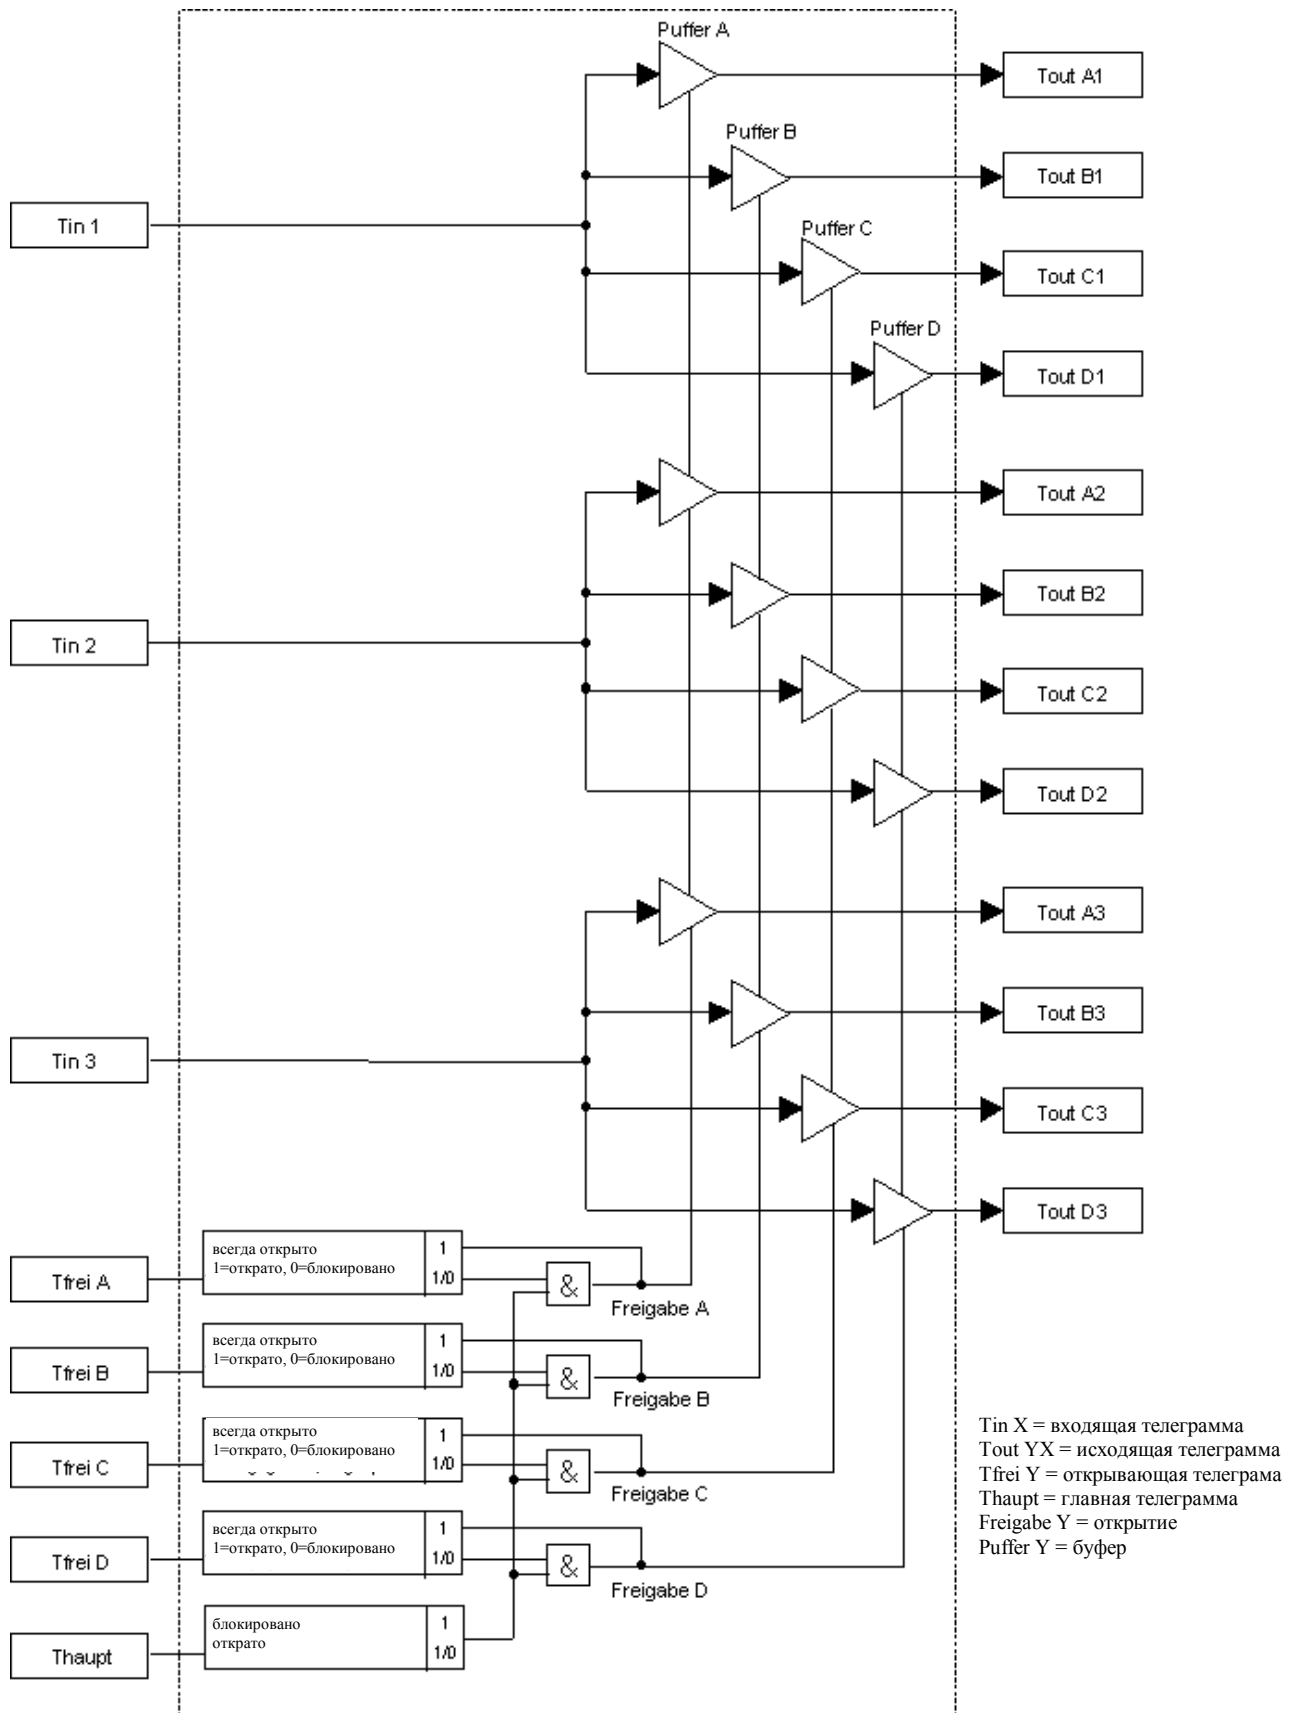 Puffer A
Tout A1
Puffer B
Tout B1
Tin 1
Puffer C
Tout C1
Puffer D
Tout D1
Tout A2
Tout B2
Tin 2
Tout C2
Tout D2
Tout A3
Tout B3
Tin 3
Tout C3
Tout D3
Tfrei A
всегда открыто 1
1=открато, 0=блокировано 1/0
&
Freigabe A
Tfrei B
всегда открыто 1
1=открато, 0=блокировано 1/0
&
Freigabe B
Tfrei C
всегда открыто 1
1=открато, 0=блокировано 1/0
&
Freigabe C
Tfrei D
всегда открыто 1
1=открато, 0=блокировано 1/0
&
Freigabe D
Thaupt
блокировано 1
открато 1/0
Tin X = входящая телеграмма
Tout YX = исходящая телеграмма
Tfrei Y = открывающая телеграма
Thaupt = главная телеграмма
Freigabe Y = открытие
Puffer Y = буфер